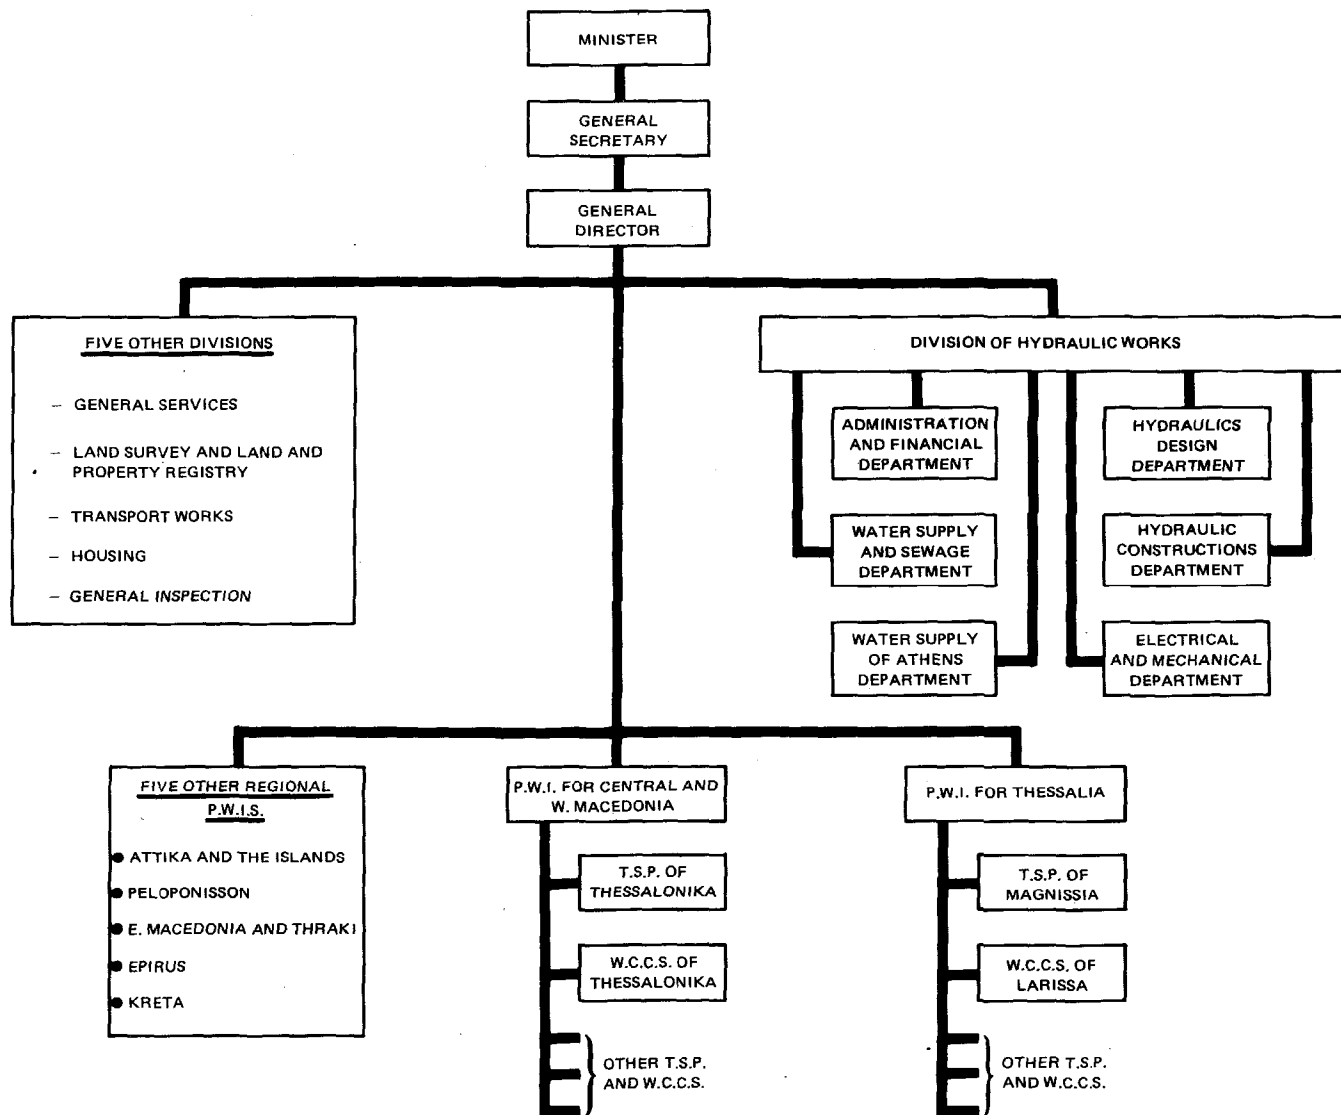 MINISTER
GENERAL
SECRETARY
GENERAL
DIRECTOR
FIVE OTHER DIVISIONS
– GENERAL SERVICES
– LAND SURVEY AND LAND AND
PROPERTY REGISTRY
– TRANSPORT WORKS
– HOUSING
– GENERAL INSPECTION
DIVISION OF HYDRAULIC WORKS
ADMINISTRATION
AND FINANCIAL
DEPARTMENT
HYDRAULICS
DESIGN
DEPARTMENT
WATER SUPPLY
AND SEWAGE
DEPARTMENT
HYDRAULIC
CONSTRUCTIONS
DEPARTMENT
WATER SUPPLY
OF ATHENS
DEPARTMENT
ELECTRICAL
AND MECHANICAL
DEPARTMENT
FIVE OTHER REGIONAL
P.W.I.S.
● ATTIKA AND THE ISLANDS
● PELOPONISSON
● E. MACEDONIA AND THRAKI
● EPIRUS
● KRETA
P.W.I. FOR CENTRAL AND
W. MACEDONIA
T.S.P. OF
THESSALONIKA
W.C.C.S. OF
THESSALONIKA
OTHER T.S.P.
AND W.C.C.S.
P.W.I. FOR THESSALIA
T.S.P. OF
MAGNISSIA
W.C.C.S. OF
LARISSA
OTHER T.S.P.
AND W.C.C.S.